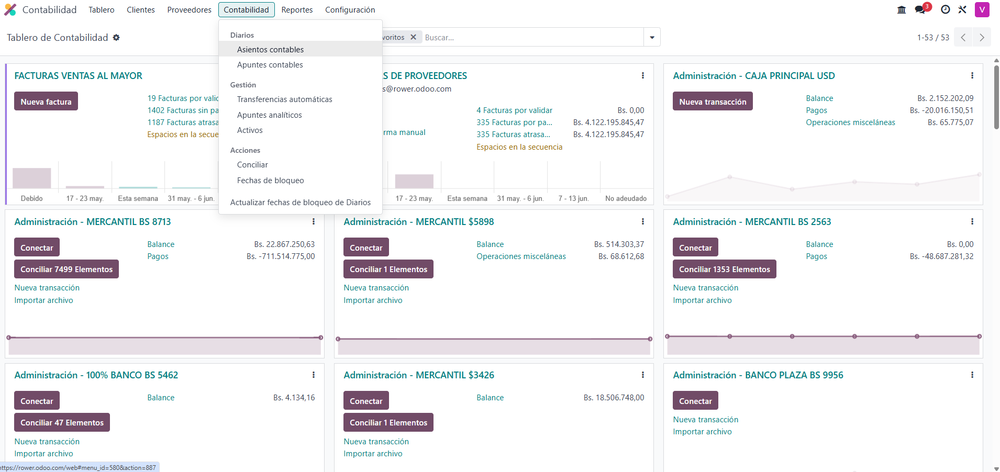 Contabilidad Tablero Clientes Proveedores Contabilidad Reportes Configuración 3 V
Tablero de Contabilidad voritos Buscar... 1-53 / 53
Diarios
Asientos contables
Apuntes contables
Gestión
Transferencias automáticas
Apuntes analíticos
Activos
Acciones
Conciliar
Fechas de bloqueo
Actualizar fechas de bloqueo de Diarios
FACTURAS VENTAS AL MAYOR
Nueva factura
19 Facturas por valid
1402 Facturas sin pa
1187 Facturas atrasa
Espacios en la secue
Debido 17 - 23 may. Esta semana 31 may. - 6 jun.
S DE PROVEEDORES
s@rower.odoo.com
rma manual
4 Facturas por validar Bs. 0,00
335 Facturas por pa... Bs. 4.122.195.845,47
335 Facturas atrasa... Bs. 4.122.195.845,47
Espacios en la secuencia
17 - 23 may. Esta semana 31 may. - 6 jun. 7 - 13 jun. No adeudado
Administración - CAJA PRINCIPAL USD
Nueva transacción
Balance Bs. 2.152.202,09
Pagos Bs. -20.016.150,51
Operaciones misceláneas Bs. 65.775,07
Administración - MERCANTIL BS 8713
Conectar
Conciliar 7499 Elementos
Nueva transacción
Importar archivo
Balance Bs. 22.867.250,63
Pagos Bs. -711.514.775,00
Administración - MERCANTIL $5898
Conectar
Conciliar 1 Elementos
Nueva transacción
Importar archivo
Balance Bs. 514.303,37
Operaciones misceláneas Bs. 68.612,68
Administración - MERCANTIL BS 2563
Conectar
Conciliar 1353 Elementos
Nueva transacción
Importar archivo
Balance Bs. 0,00
Pagos Bs. -48.687.281,32
Administración - 100% BANCO BS 5462
Conectar
Conciliar 47 Elementos
Nueva transacción
Importar archivo
Balance Bs. 4.134,16
Administración - MERCANTIL $3426
Conectar
Conciliar 1 Elementos
Nueva transacción
Importar archivo
Balance Bs. 18.506.748,00
Administración - BANCO PLAZA BS 9956
Conectar
Nueva transacción
Importar archivo
https://rower.odoo.com/web#menu_id=580&action=887